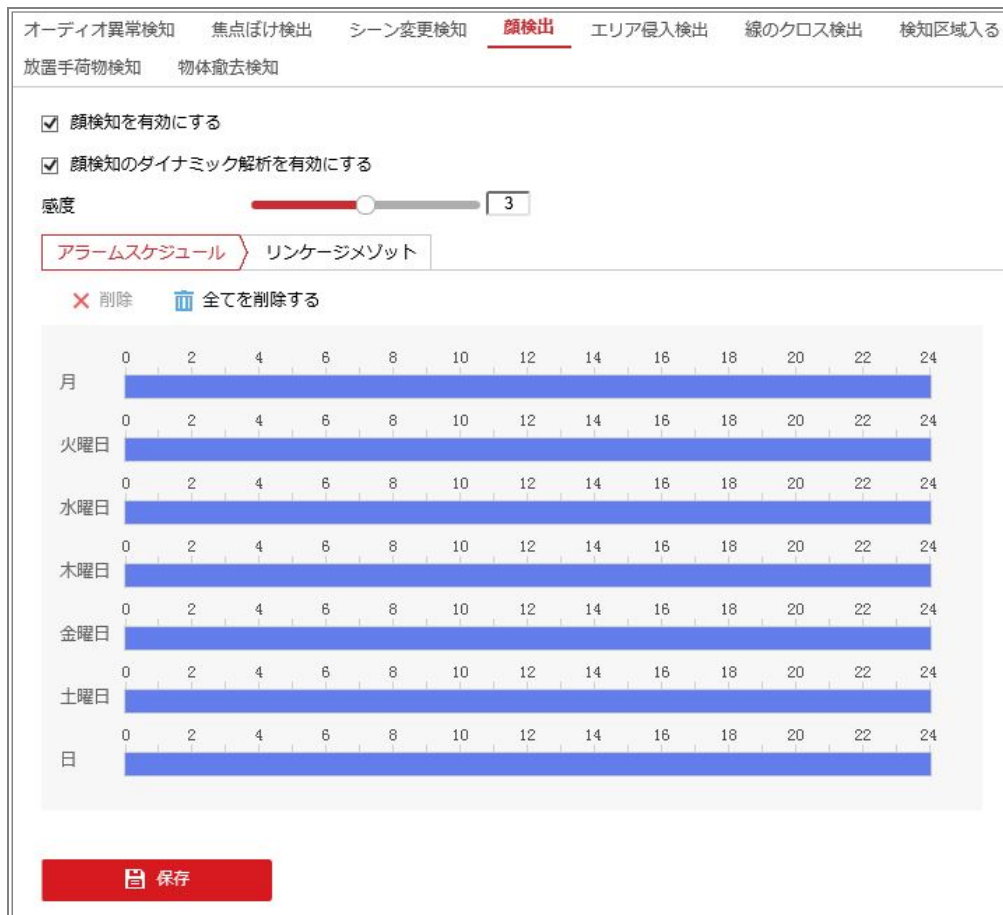 オーディオ異常検知 焦点ぼけ検出 シーン変更検知 顔検出 エリア侵入検出 線のクロス検出 検知区域入る
放置手荷物検知 物体撤去検知
顔検知を有効にする
顔検知のダイナミック解析を有効にする
感度 3
アラームスケジュール リンケージメゾット
削除 全てを削除する
0 2 4 6 8 10 12 14 16 18 20 22 24
月
0 2 4 6 8 10 12 14 16 18 20 22 24
火曜日
0 2 4 6 8 10 12 14 16 18 20 22 24
水曜日
0 2 4 6 8 10 12 14 16 18 20 22 24
木曜日
0 2 4 6 8 10 12 14 16 18 20 22 24
金曜日
0 2 4 6 8 10 12 14 16 18 20 22 24
土曜日
0 2 4 6 8 10 12 14 16 18 20 22 24
日
保存